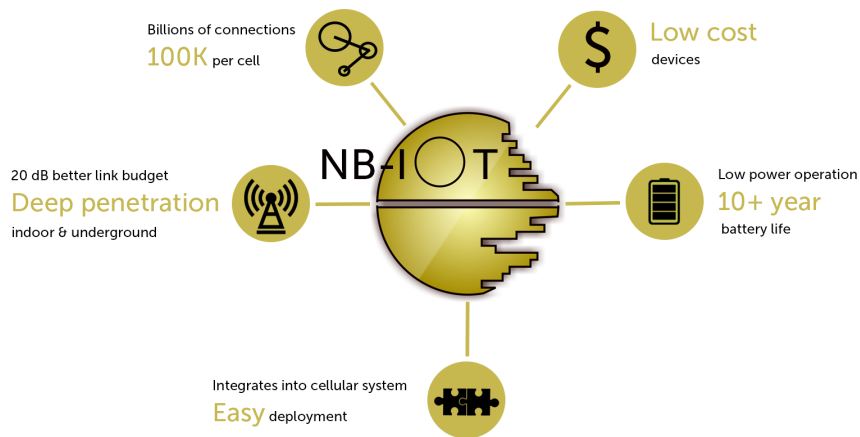 Billions of connections
100K per cell
Low cost
devices
NB-IOT
20 dB better link budget
Deep penetration
indoor & underground
Low power operation
10+ year
battery life
Integrates into cellular system
Easy deployment
$